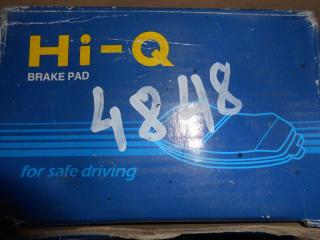 Hi-Q
BRAKE PAD
4848
for safe driving